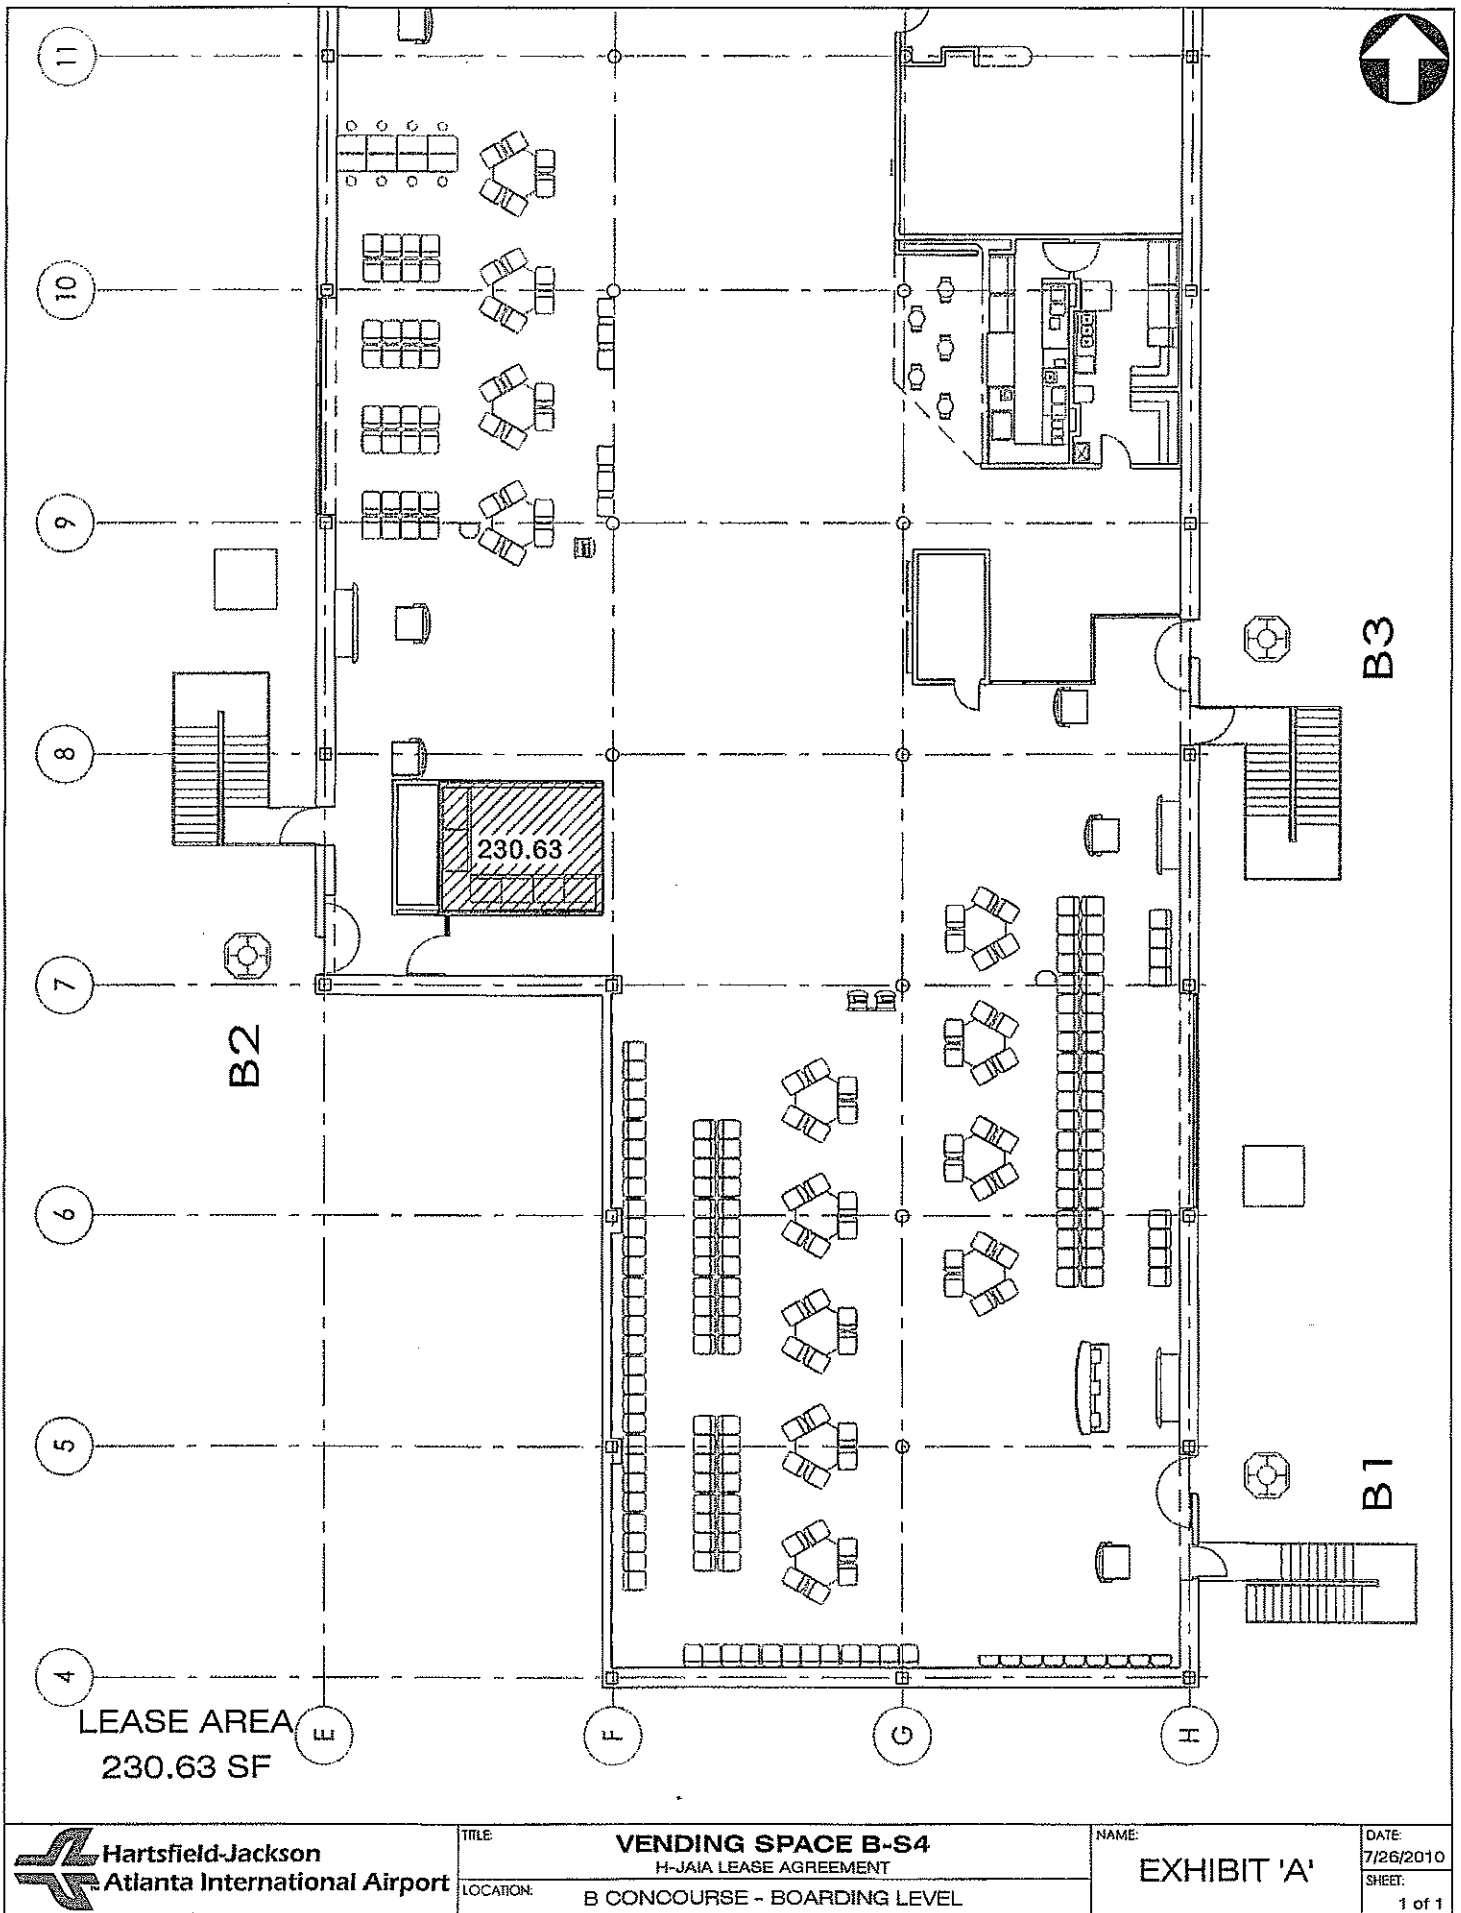 11
10
9
8
7
6
5
4
230.63
B3
B2
B1
E
F
G
H
LEASE AREA
230.63 SF
Hartsfield-Jackson
Atlanta International Airport
TITLE:
VENDING SPACE B-S4
H-JAIA LEASE AGREEMENT
LOCATION:
B CONCOURSE - BOARDING LEVEL
NAME:
EXHIBIT 'A'
DATE:
7/26/2010
SHEET:
1 of 1